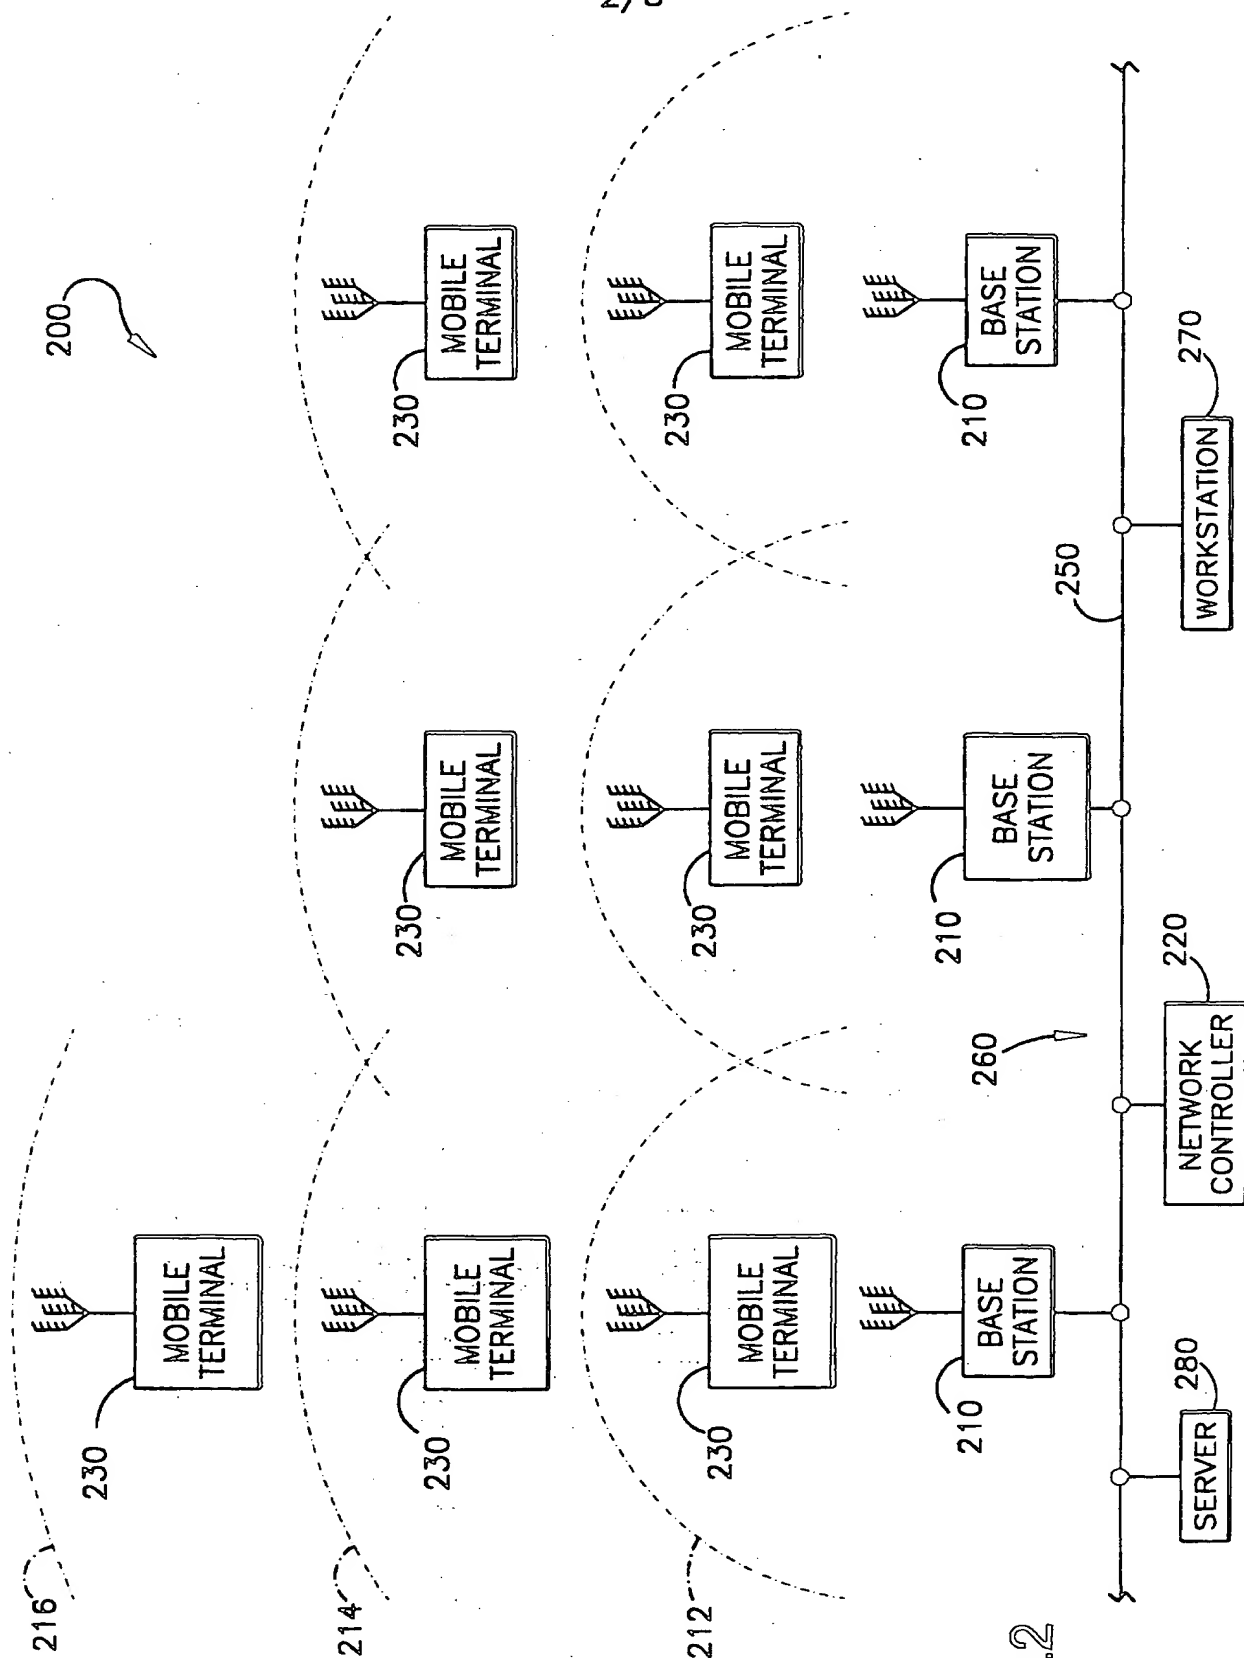 200
216
230
MOBILE
TERMINAL
214
230
MOBILE
TERMINAL
230
MOBILE
TERMINAL
230
MOBILE
TERMINAL
212
230
MOBILE
TERMINAL
230
MOBILE
TERMINAL
230
MOBILE
TERMINAL
210
BASE
STATION
210
BASE
STATION
210
BASE
STATION
260
250
280
SERVER
220
NETWORK
CONTROLLER
270
WORKSTATION
.2